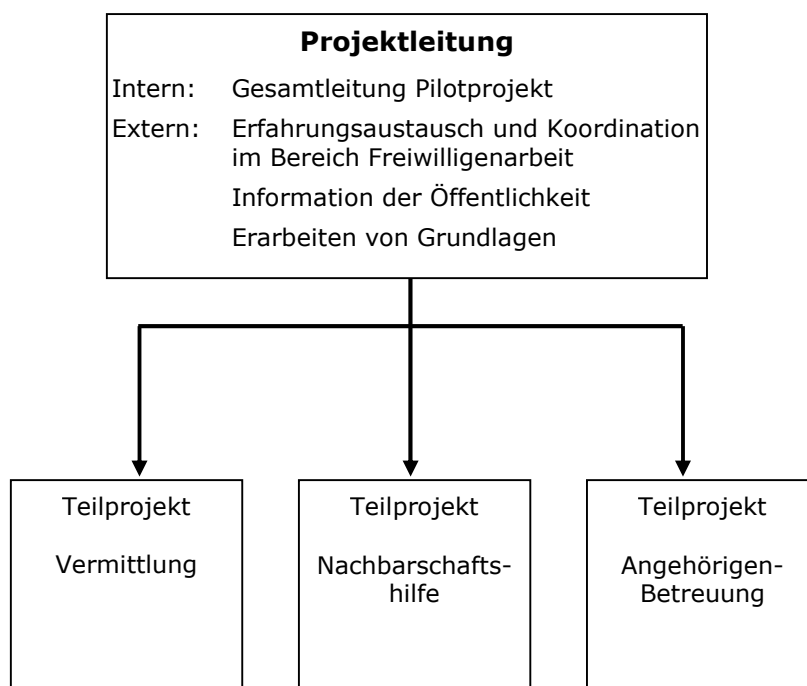 Projektleitung
Intern: Gesamtleitung Pilotprojekt
Extern: Erfahrungsaustausch und Koordination
im Bereich Freiwilligenarbeit
Information der Öffentlichkeit
Erarbeiten von Grundlagen
Teilprojekt
Vermittlung
Teilprojekt
Nachbarschafts-
hilfe
Teilprojekt
Angehörigen-
Betreuung